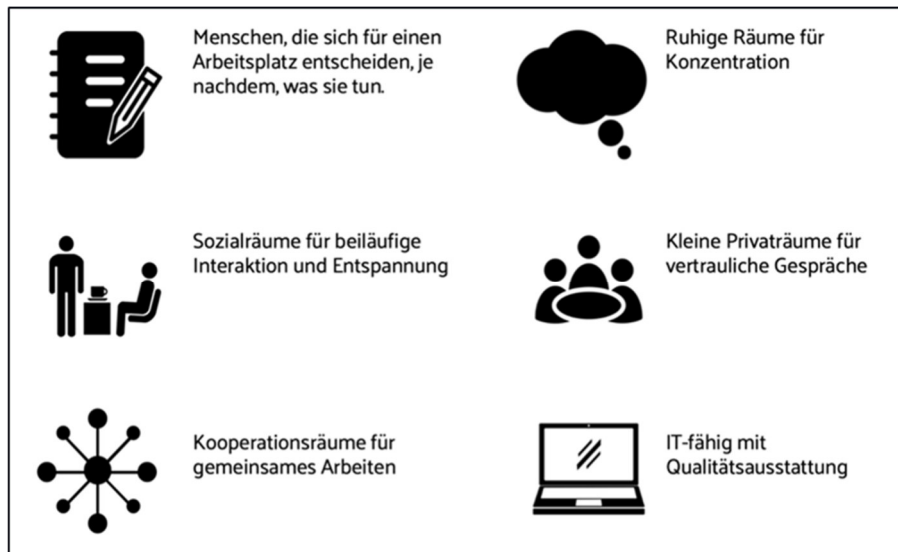 Menschen, die sich für einen
Arbeitsplatz entscheiden, je
nachdem, was sie tun.
Ruhige Räume für
Konzentration
Sozialräume für beiläufige
Interaktion und Entspannung
Kleine Privaträume für
vertrauliche Gespräche
Kooperationsräume für
gemeinsames Arbeiten
IT-fähig mit
Qualitätsausstattung